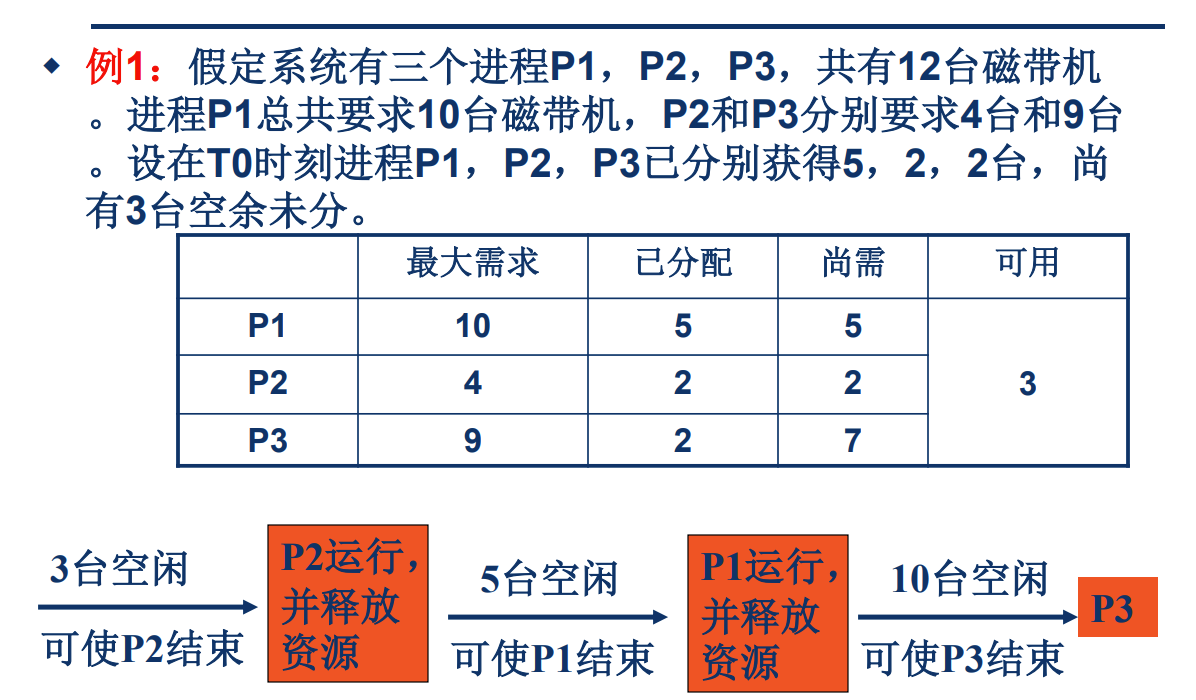 例1：假定系统有三个进程P1，P2，P3，共有12台磁带机
。进程P1总共要求10台磁带机，P2和P3分别要求4台和9台
。设在T0时刻进程P1，P2，P3已分别获得5，2，2台，尚
有3台空余未分。
最大需求 已分配 尚需 可用
P1 10 5 5
P2 4 2 2 3
P3 9 2 7
3台空闲
可使P2结束
P2运行，
并释放
资源
5台空闲
可使P1结束
P1运行，
并释放
资源
10台空闲
可使P3结束
P3